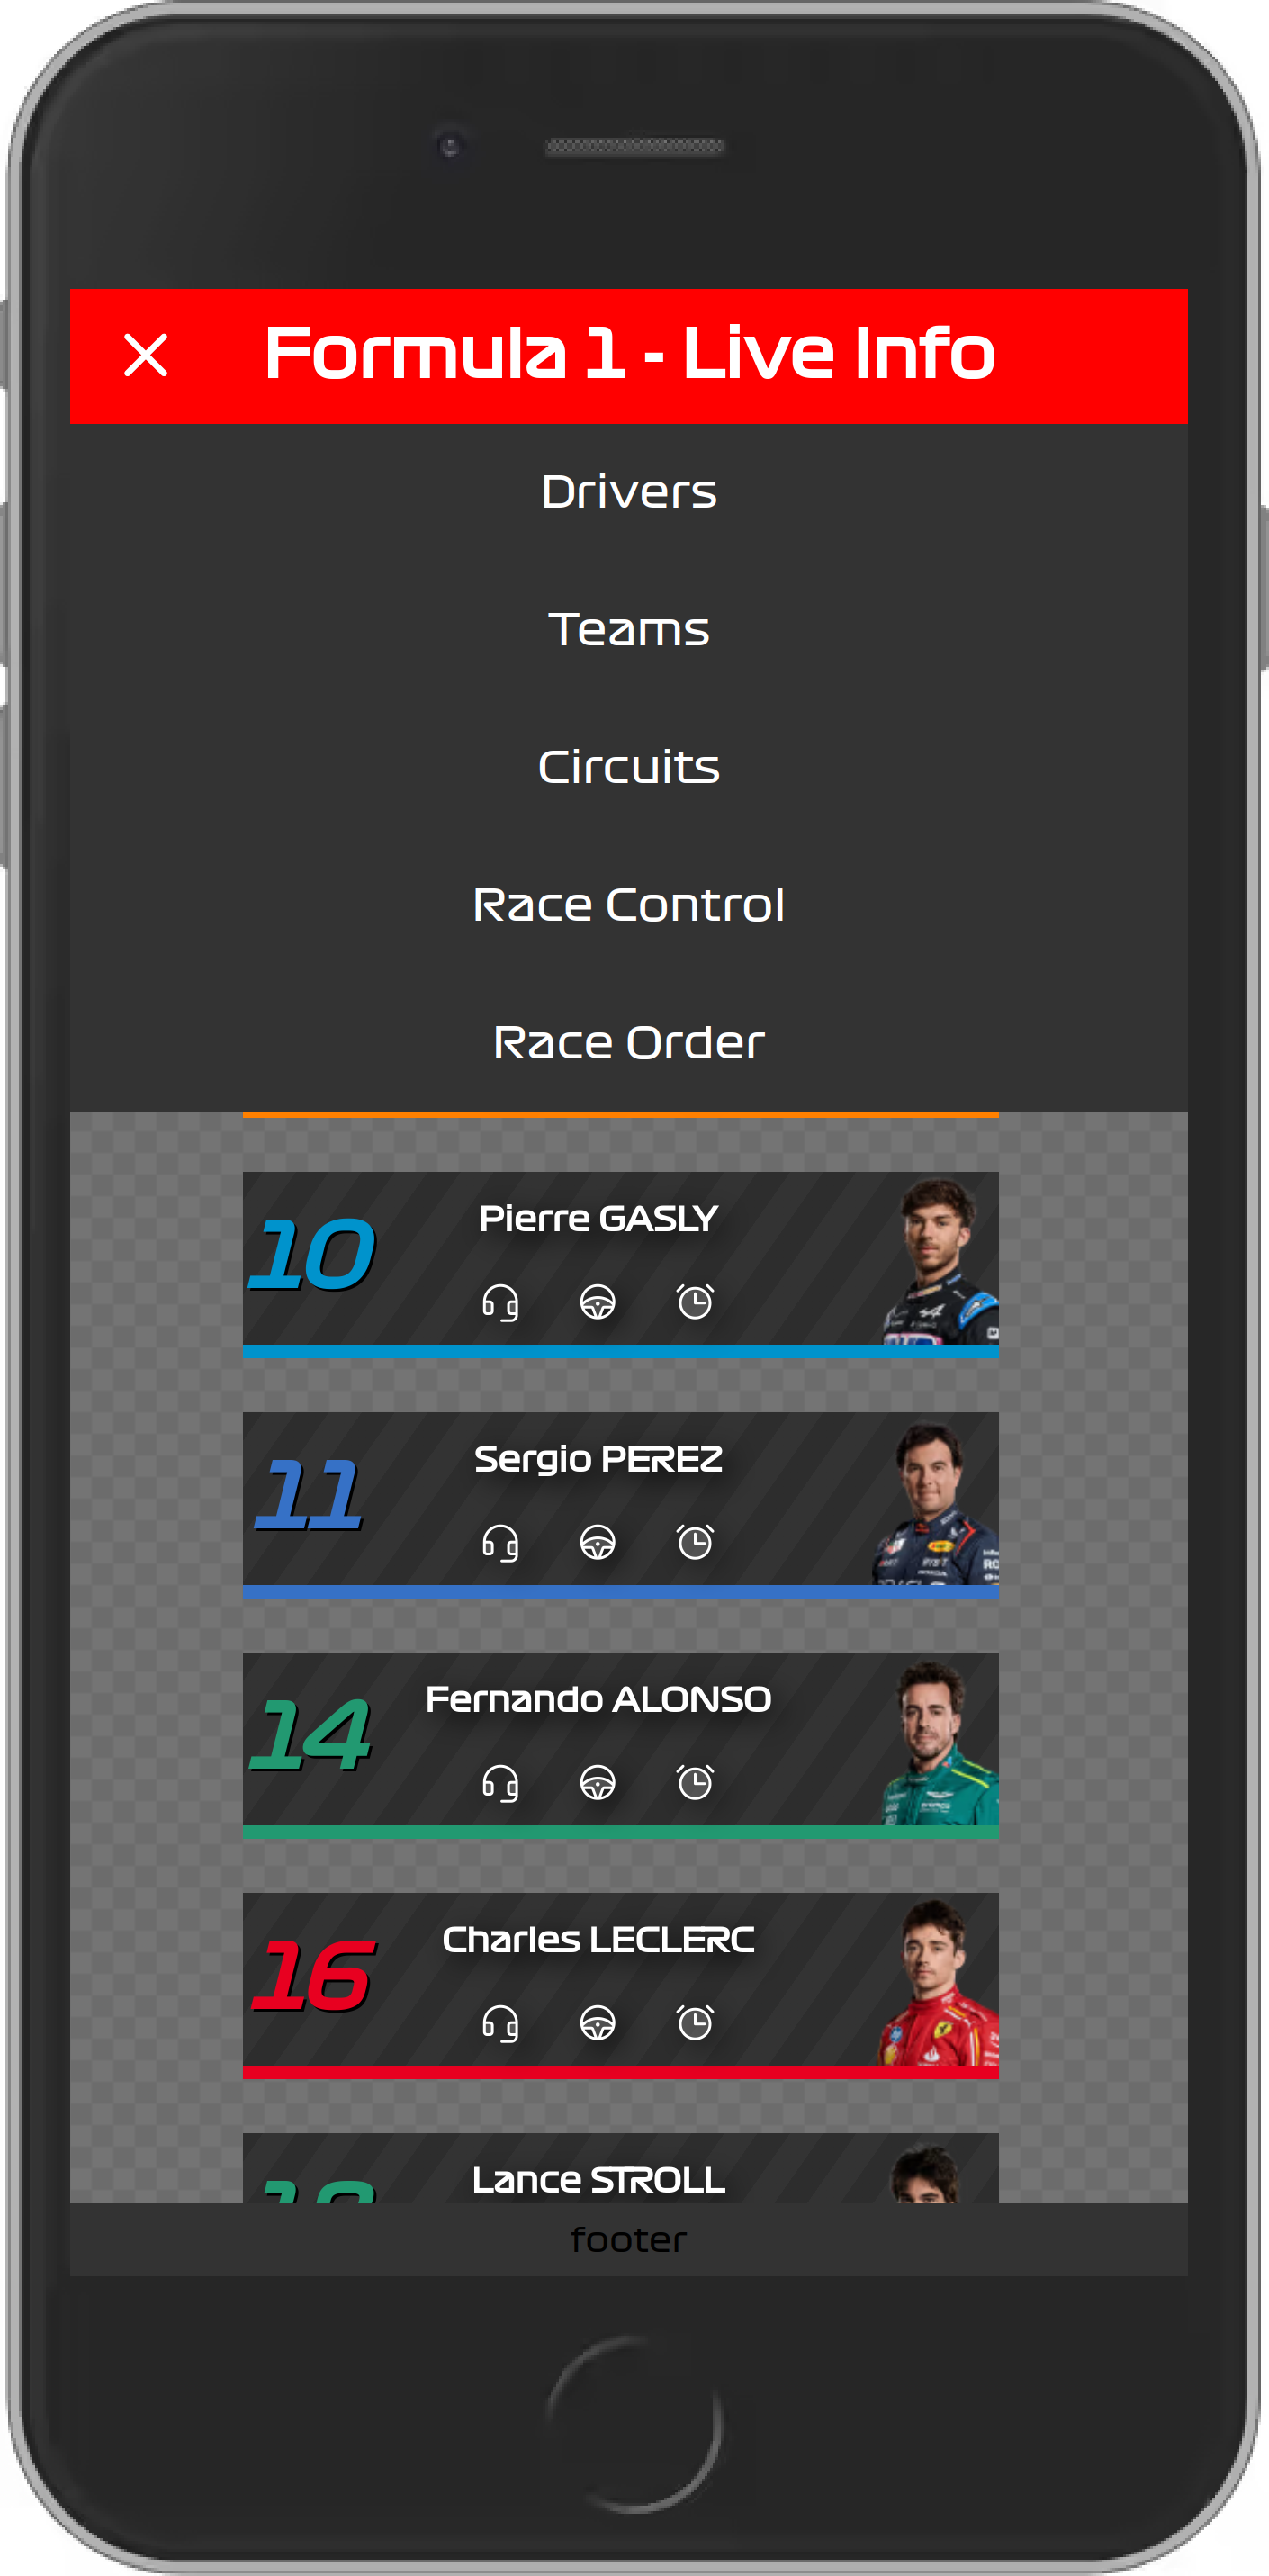 Formula 1 - Live Info
Drivers
Teams
Circuits
Race Control
Race Order
10
Pierre GASLY
11
Sergio PEREZ
14
Fernando ALONSO
16
Charles LECLERC
Lance STROLL
footer